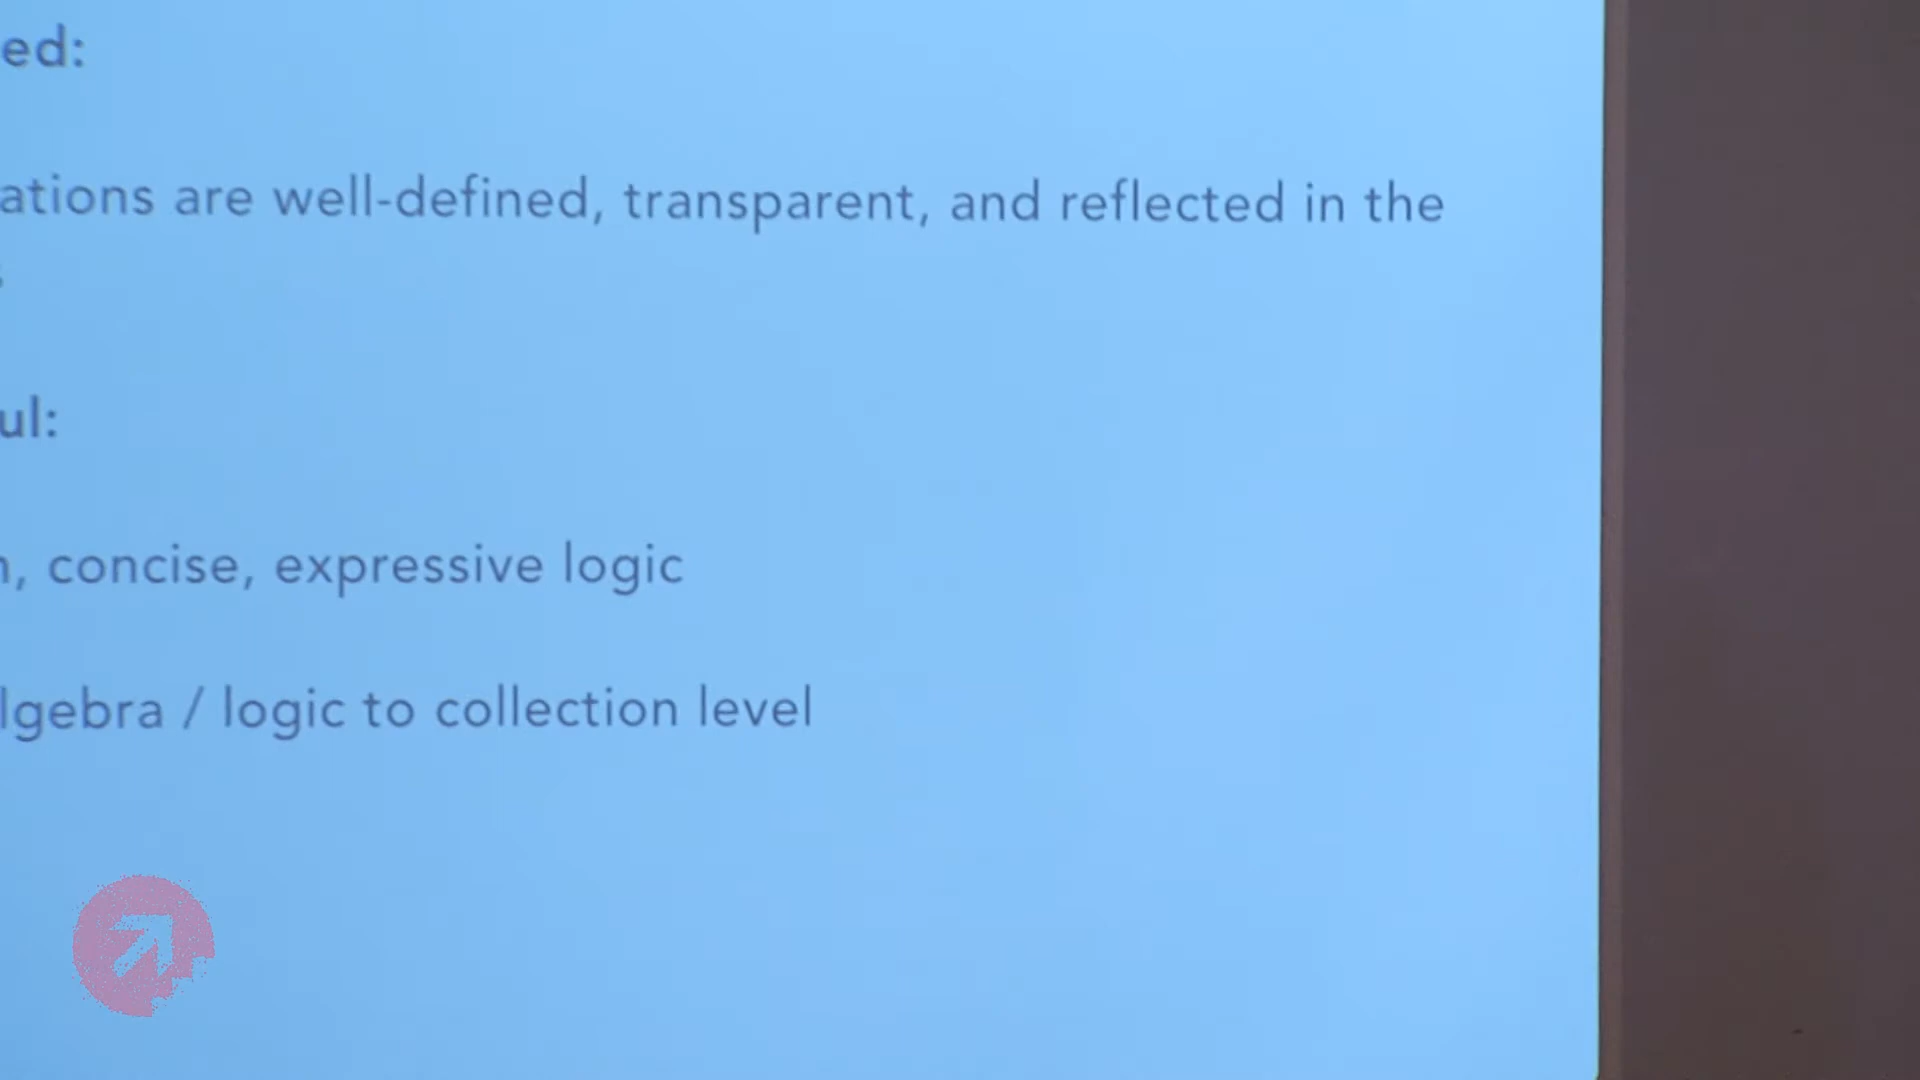 ed:
ations are well-defined, transparent, and reflected in the
ul:
, concise, expressive logic
lgebra / logic to collection level